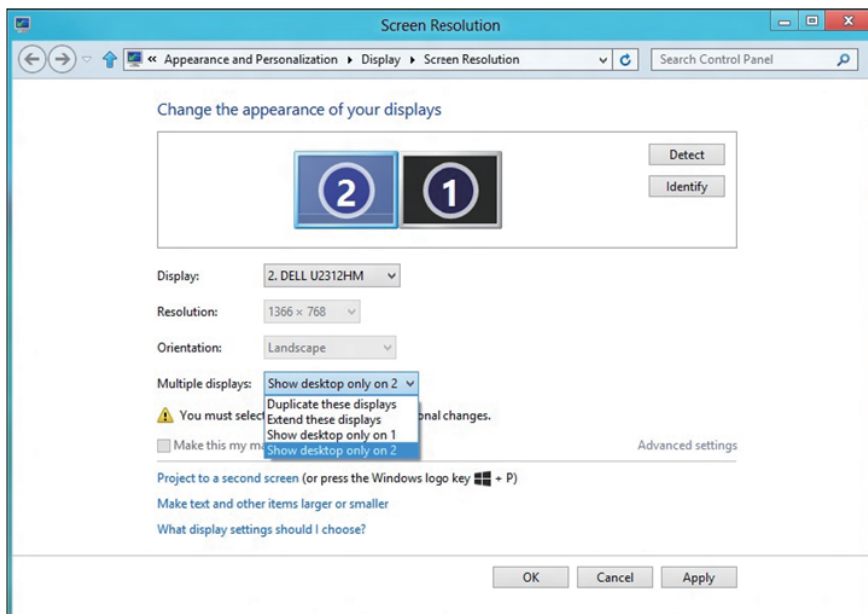 Screen Resolution
« Appearance and Personalization Display Screen Resolution Search Control Panel
Change the appearance of your displays
2 1
Detect
Identify
Display: 2. DELL U2312HM
Resolution: 1366 × 768
Orientation: Landscape
Multiple displays: Show desktop only on 2
Duplicate these displays
Extend these displays
Show desktop only on 1
Show desktop only on 2
You must selec onal changes.
Make this my ma Advanced settings
Project to a second screen (or press the Windows logo key + P)
Make text and other items larger or smaller
What display settings should I choose?
OK Cancel Apply